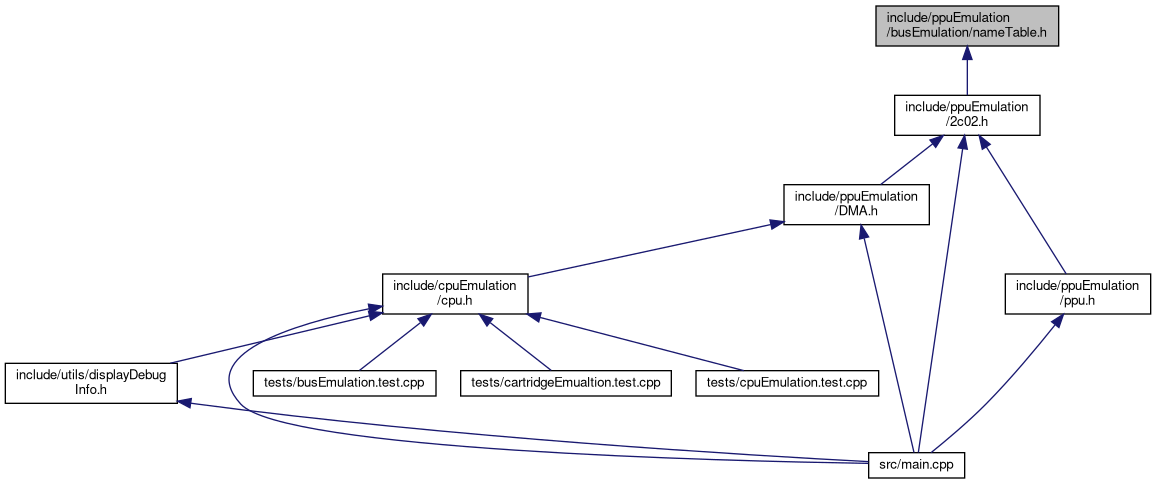 include/ppuEmulation
/busEmulation/nameTable.h
include/ppuEmulation
/2c02.h
include/ppuEmulation
/DMA.h
include/cpuEmulation
/cpu.h
include/ppuEmulation
/ppu.h
include/utils/displayDebug
Info.h
tests/busEmulation.test.cpp
tests/cartridgeEmualtion.test.cpp
tests/cpuEmulation.test.cpp
src/main.cpp